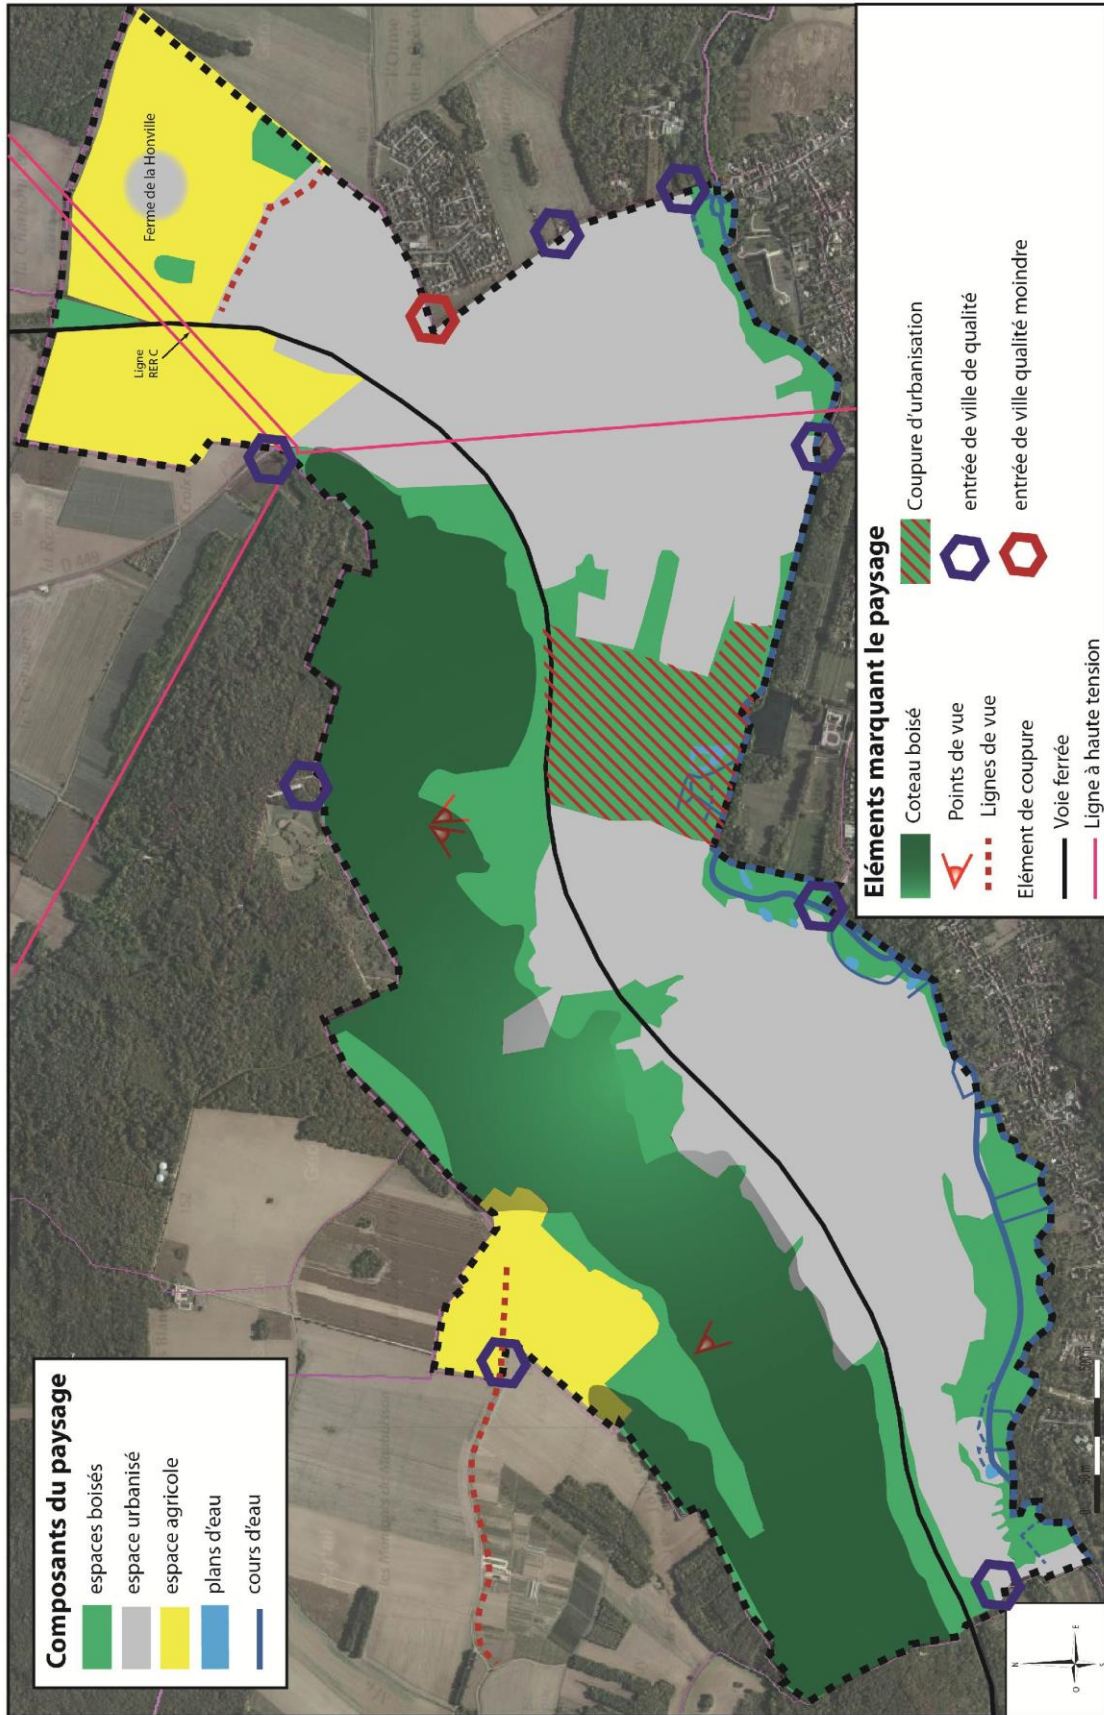 Composants du paysage
espaces boisés
espace urbanisé
espace agricole
plans d'eau
cours d'eau
Ferme de la Honville
Ligne
RER C
Eléments marquant le paysage
Coteau boisé
Points de vue
Lignes de vue
Elément de coupure
Voie ferrée
Ligne à haute tension
Coupure d'urbanisation
entrée de ville de qualité
entrée de ville qualité moindre
N
O
E
S